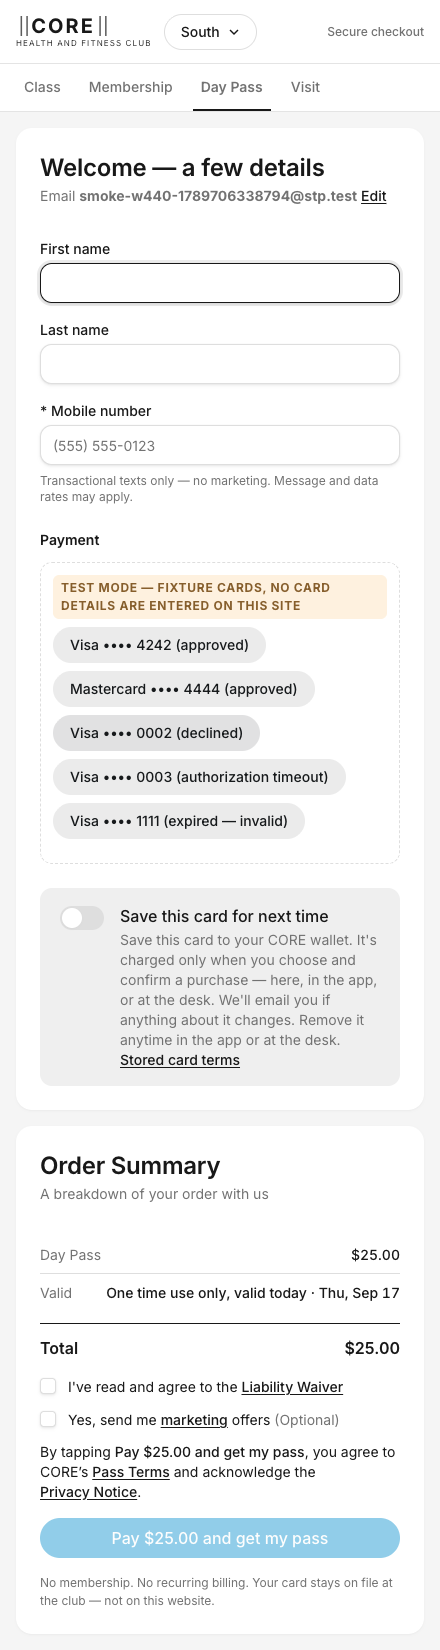 ||CORE||
HEALTH AND FITNESS CLUB
South
Secure checkout
Class Membership Day Pass Visit
Welcome — a few details
Email smoke-w440-1789706338794@stp.test Edit
First name
Last name
* Mobile number
(555) 555-0123
Transactional texts only — no marketing. Message and data
rates may apply.
Payment
TEST MODE — FIXTURE CARDS, NO CARD
DETAILS ARE ENTERED ON THIS SITE
Visa •••• 4242 (approved)
Mastercard •••• 4444 (approved)
Visa •••• 0002 (declined)
Visa •••• 0003 (authorization timeout)
Visa •••• 1111 (expired — invalid)
Save this card for next time
Save this card to your CORE wallet. It's
charged only when you choose and
confirm a purchase — here, in the app,
or at the desk. We'll email you if
anything about it changes. Remove it
anytime in the app or at the desk.
Stored card terms
Order Summary
A breakdown of your order with us
Day Pass $25.00
Valid One time use only, valid today · Thu, Sep 17
Total $25.00
I've read and agree to the Liability Waiver
Yes, send me marketing offers (Optional)
By tapping Pay $25.00 and get my pass, you agree to
CORE’s Pass Terms and acknowledge the
Privacy Notice.
Pay $25.00 and get my pass
No membership. No recurring billing. Your card stays on file at
the club — not on this website.